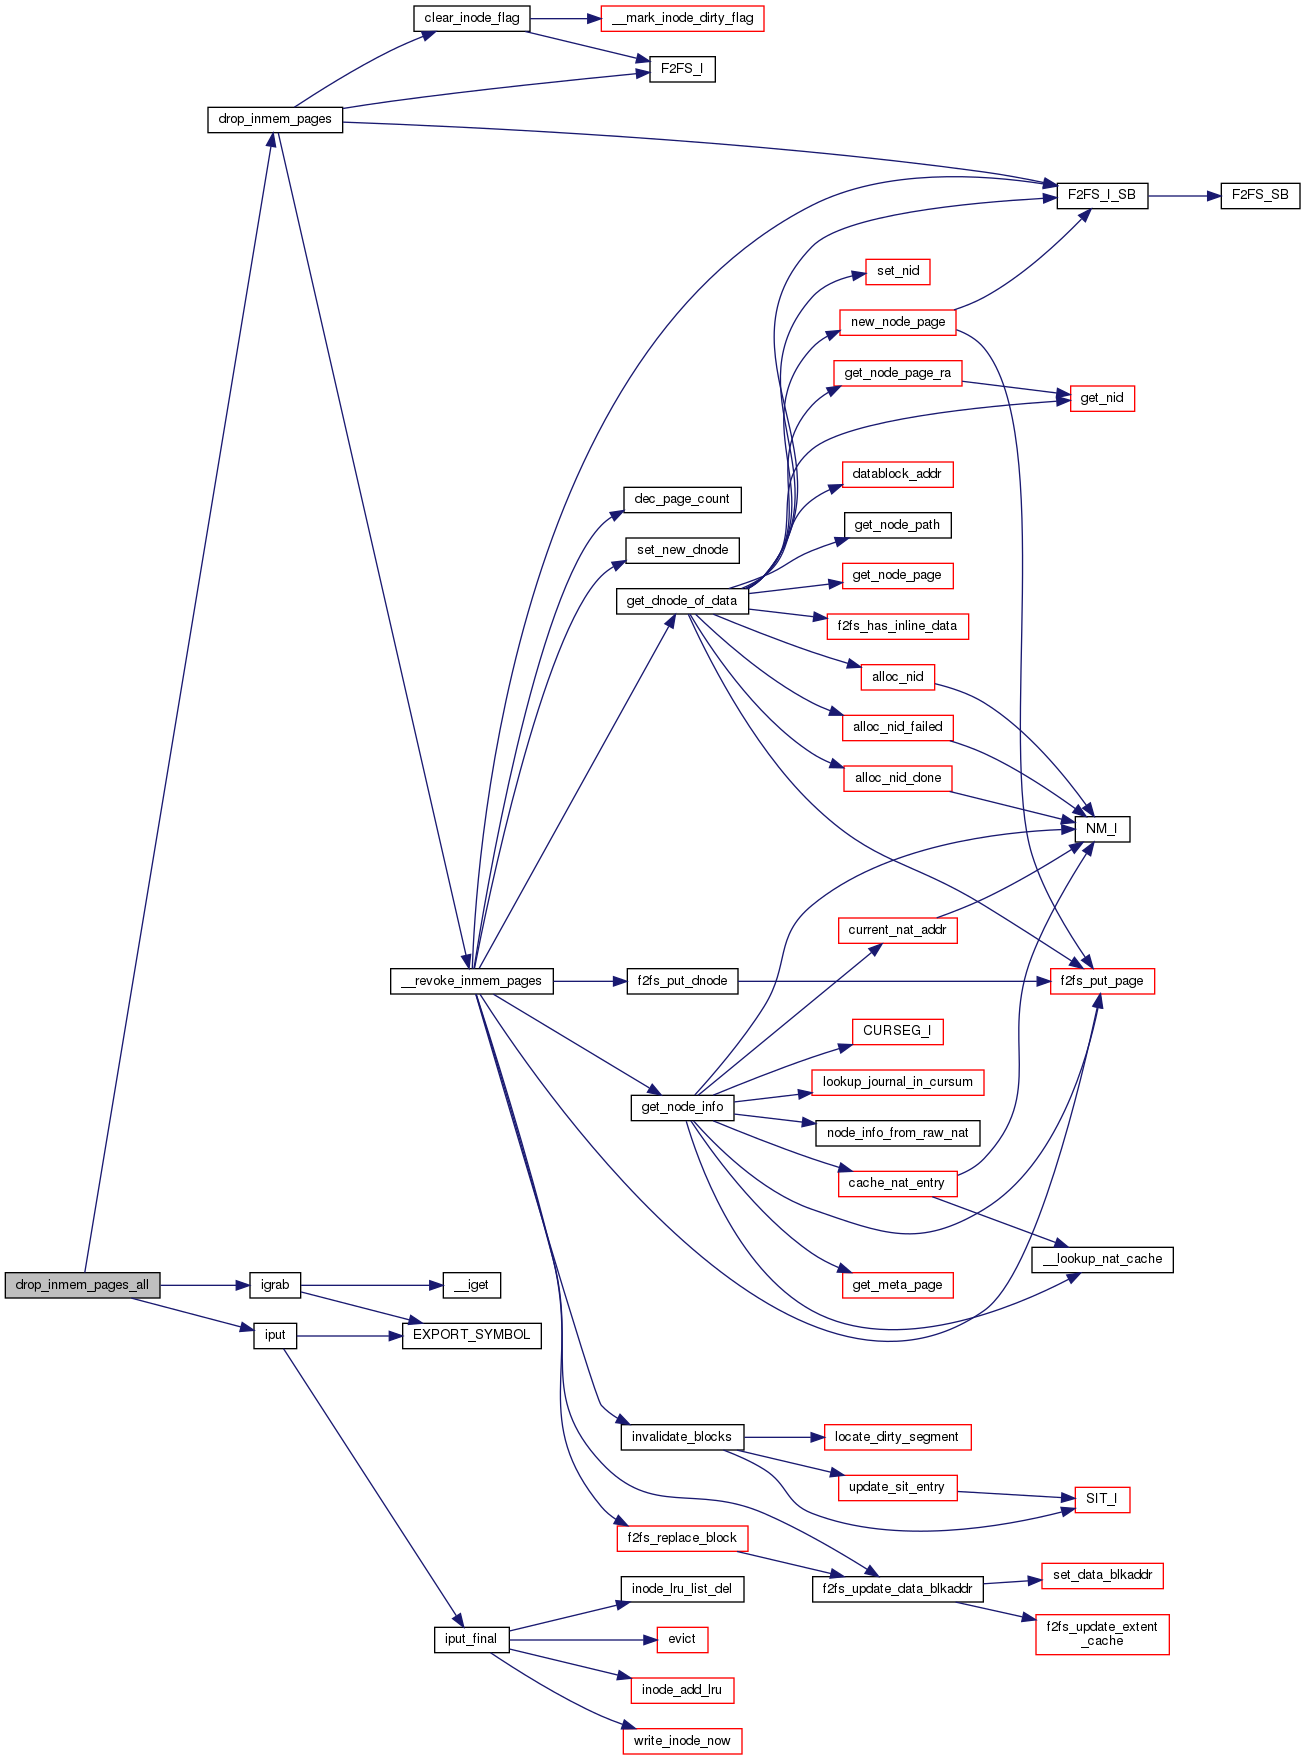 clear_inode_flag
__mark_inode_dirty_flag
F2FS_I
drop_inmem_pages
F2FS_I_SB
F2FS_SB
set_nid
new_node_page
get_node_page_ra
get_nid
datablock_addr
dec_page_count
get_node_path
set_new_dnode
get_node_page
get_dnode_of_data
f2fs_has_inline_data
alloc_nid
alloc_nid_failed
alloc_nid_done
NM_I
current_nat_addr
__revoke_inmem_pages
f2fs_put_dnode
f2fs_put_page
CURSEG_I
lookup_journal_in_cursum
get_node_info
node_info_from_raw_nat
cache_nat_entry
__lookup_nat_cache
drop_inmem_pages_all
igrab
__iget
get_meta_page
iput
EXPORT_SYMBOL
invalidate_blocks
locate_dirty_segment
update_sit_entry
SIT_I
f2fs_replace_block
set_data_blkaddr
inode_lru_list_del
f2fs_update_data_blkaddr
f2fs_update_extent
_cache
iput_final
evict
inode_add_lru
write_inode_now